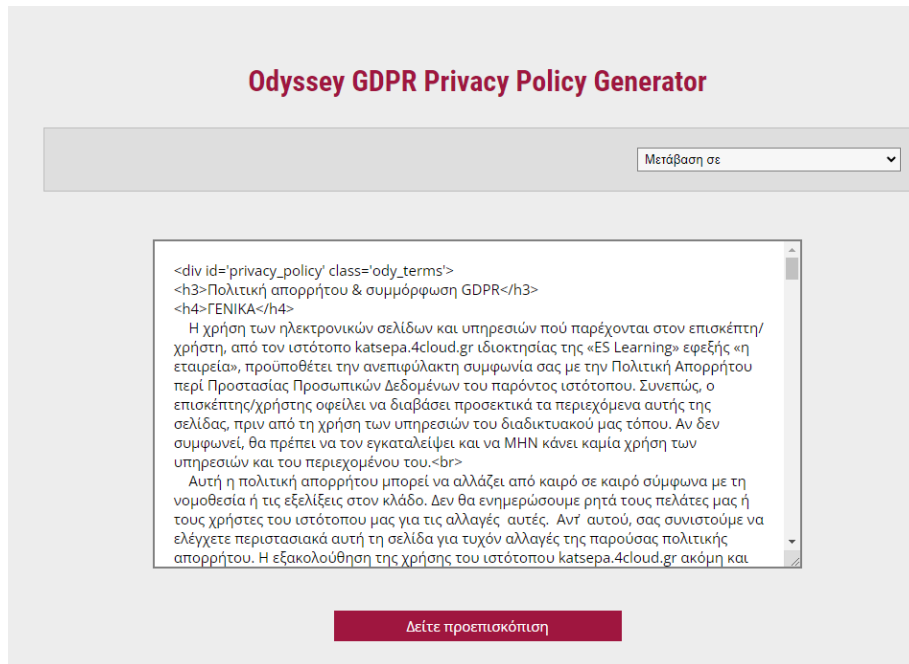 Odyssey GDPR Privacy Policy Generator
Μετάβαση σε
<div id='privacy_policy' class='ody_terms'>
<h3>Πολιτική απορρήτου & συμμόρφωση GDPR</h3>
<h4>ΓΕΝΙΚΑ</h4>
Η χρήση των ηλεκτρονικών σελίδων και υπηρεσιών πού παρέχονται στον επισκέπτη/
χρήστη, από τον ιστότοπο katsepa.4cloud.gr ιδιοκτησίας της «ES Learning» εφεξής «η
εταιρεία», προϋποθέτει την ανεπιφύλακτη συμφωνία σας με την Πολιτική Απορρήτου
περί Προστασίας Προσωπικών Δεδομένων του παρόντος ιστότοπου. Συνεπώς, ο
επισκέπτης/χρήστης οφείλει να διαβάσει προσεκτικά τα περιεχόμενα αυτής της
σελίδας, πριν από τη χρήση των υπηρεσιών του διαδικτυακού μας τόπου. Αν δεν
συμφωνεί, θα πρέπει να τον εγκαταλείψει και να ΜΗΝ κάνει καμία χρήση των
υπηρεσιών και του περιεχομένου του.<br>
Αυτή η πολιτική απορρήτου μπορεί να αλλάζει από καιρό σε καιρό σύμφωνα με τη
νομοθεσία ή τις εξελίξεις στον κλάδο. Δεν θα ενημερώσουμε ρητά τους πελάτες μας ή
τους χρήστες του ιστότοπου μας για τις αλλαγές αυτές. Αντ' αυτού, σας συνιστούμε να
ελέγχετε περιστασιακά αυτή τη σελίδα για τυχόν αλλαγές της παρούσας πολιτικής
απορρήτου. Η εξακολούθηση της χρήσης του ιστότοπου katsepa.4cloud.gr ακόμη και
Δείτε προεπισκόπιση